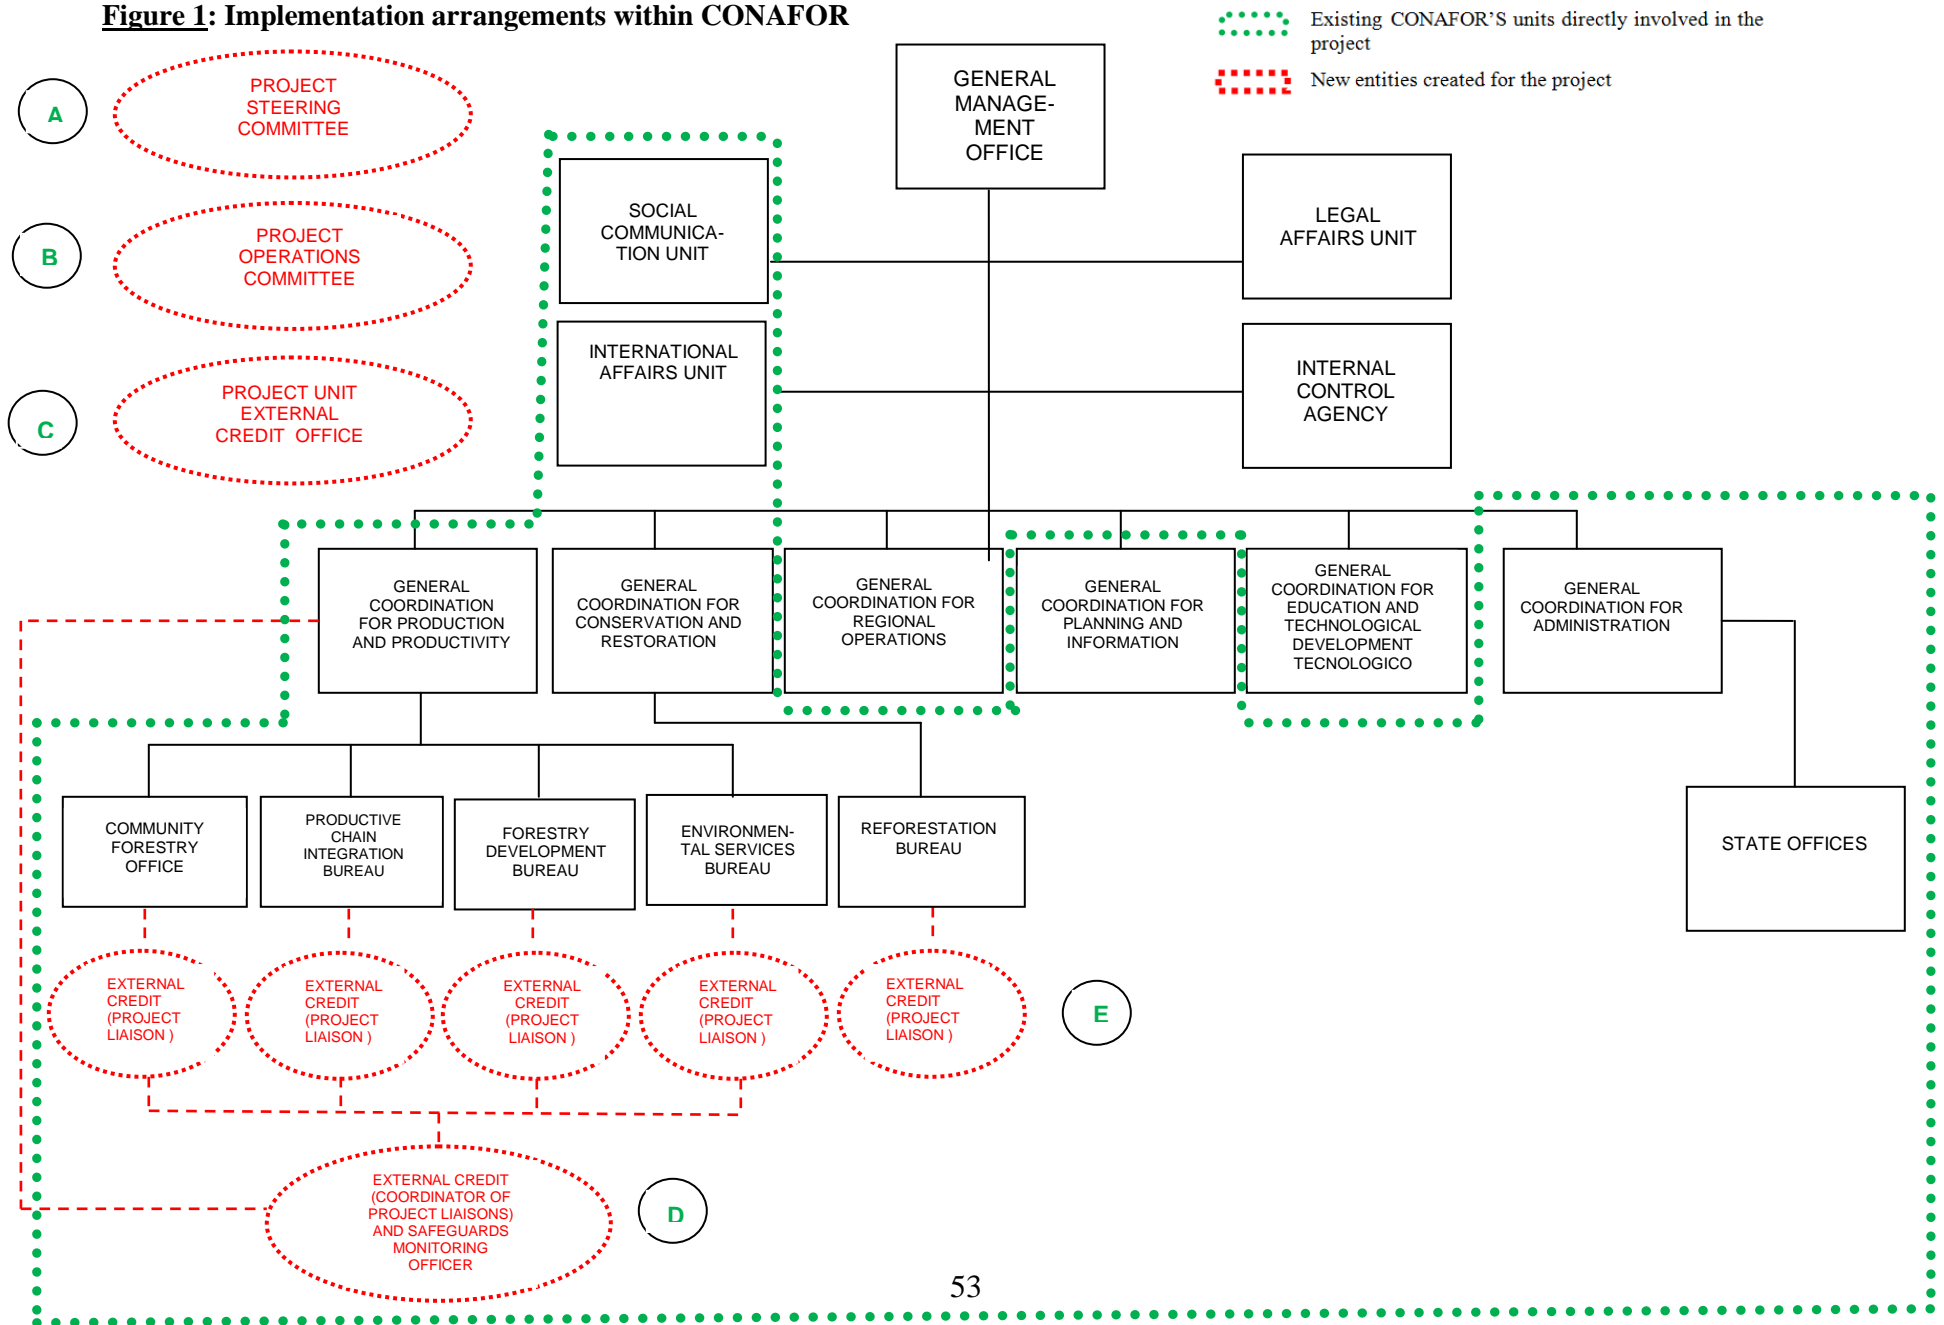 Figure 1: Implementation arrangements within CONAFOR
Existing CONAFOR'S units directly involved in the
project
New entities created for the project
A
PROJECT
STEERING
COMMITTEE
B
PROJECT
OPERATIONS
COMMITTEE
C
PROJECT UNIT
EXTERNAL
CREDIT OFFICE
GENERAL
MANAGE-
MENT
OFFICE
SOCIAL
COMMUNICA-
TION UNIT
LEGAL
AFFAIRS UNIT
INTERNATIONAL
AFFAIRS UNIT
INTERNAL
CONTROL
AGENCY
GENERAL
COORDINATION
FOR PRODUCTION
AND PRODUCTIVITY
GENERAL
COORDINATION FOR
CONSERVATION AND
RESTORATION
GENERAL
COORDINATION FOR
REGIONAL
OPERATIONS
GENERAL
COORDINATION FOR
PLANNING AND
INFORMATION
GENERAL
COORDINATION FOR
EDUCATION AND
TECHNOLOGICAL
DEVELOPMENT
TECNOLOGICO
GENERAL
COORDINATION FOR
ADMINISTRATION
COMMUNITY
FORESTRY
OFFICE
PRODUCTIVE
CHAIN
INTEGRATION
BUREAU
FORESTRY
DEVELOPMENT
BUREAU
ENVIRONMEN-
TAL SERVICES
BUREAU
REFORESTATION
BUREAU
STATE OFFICES
EXTERNAL
CREDIT
(PROJECT
LIAISON )
EXTERNAL
CREDIT
(PROJECT
LIAISON )
EXTERNAL
CREDIT
(PROJECT
LIAISON )
EXTERNAL
CREDIT
(PROJECT
LIAISON )
EXTERNAL
CREDIT
(PROJECT
LIAISON )
E
EXTERNAL CREDIT
(COORDINATOR OF
PROJECT LIAISONS)
AND SAFEGUARDS
MONITORING
OFFICER
D
53